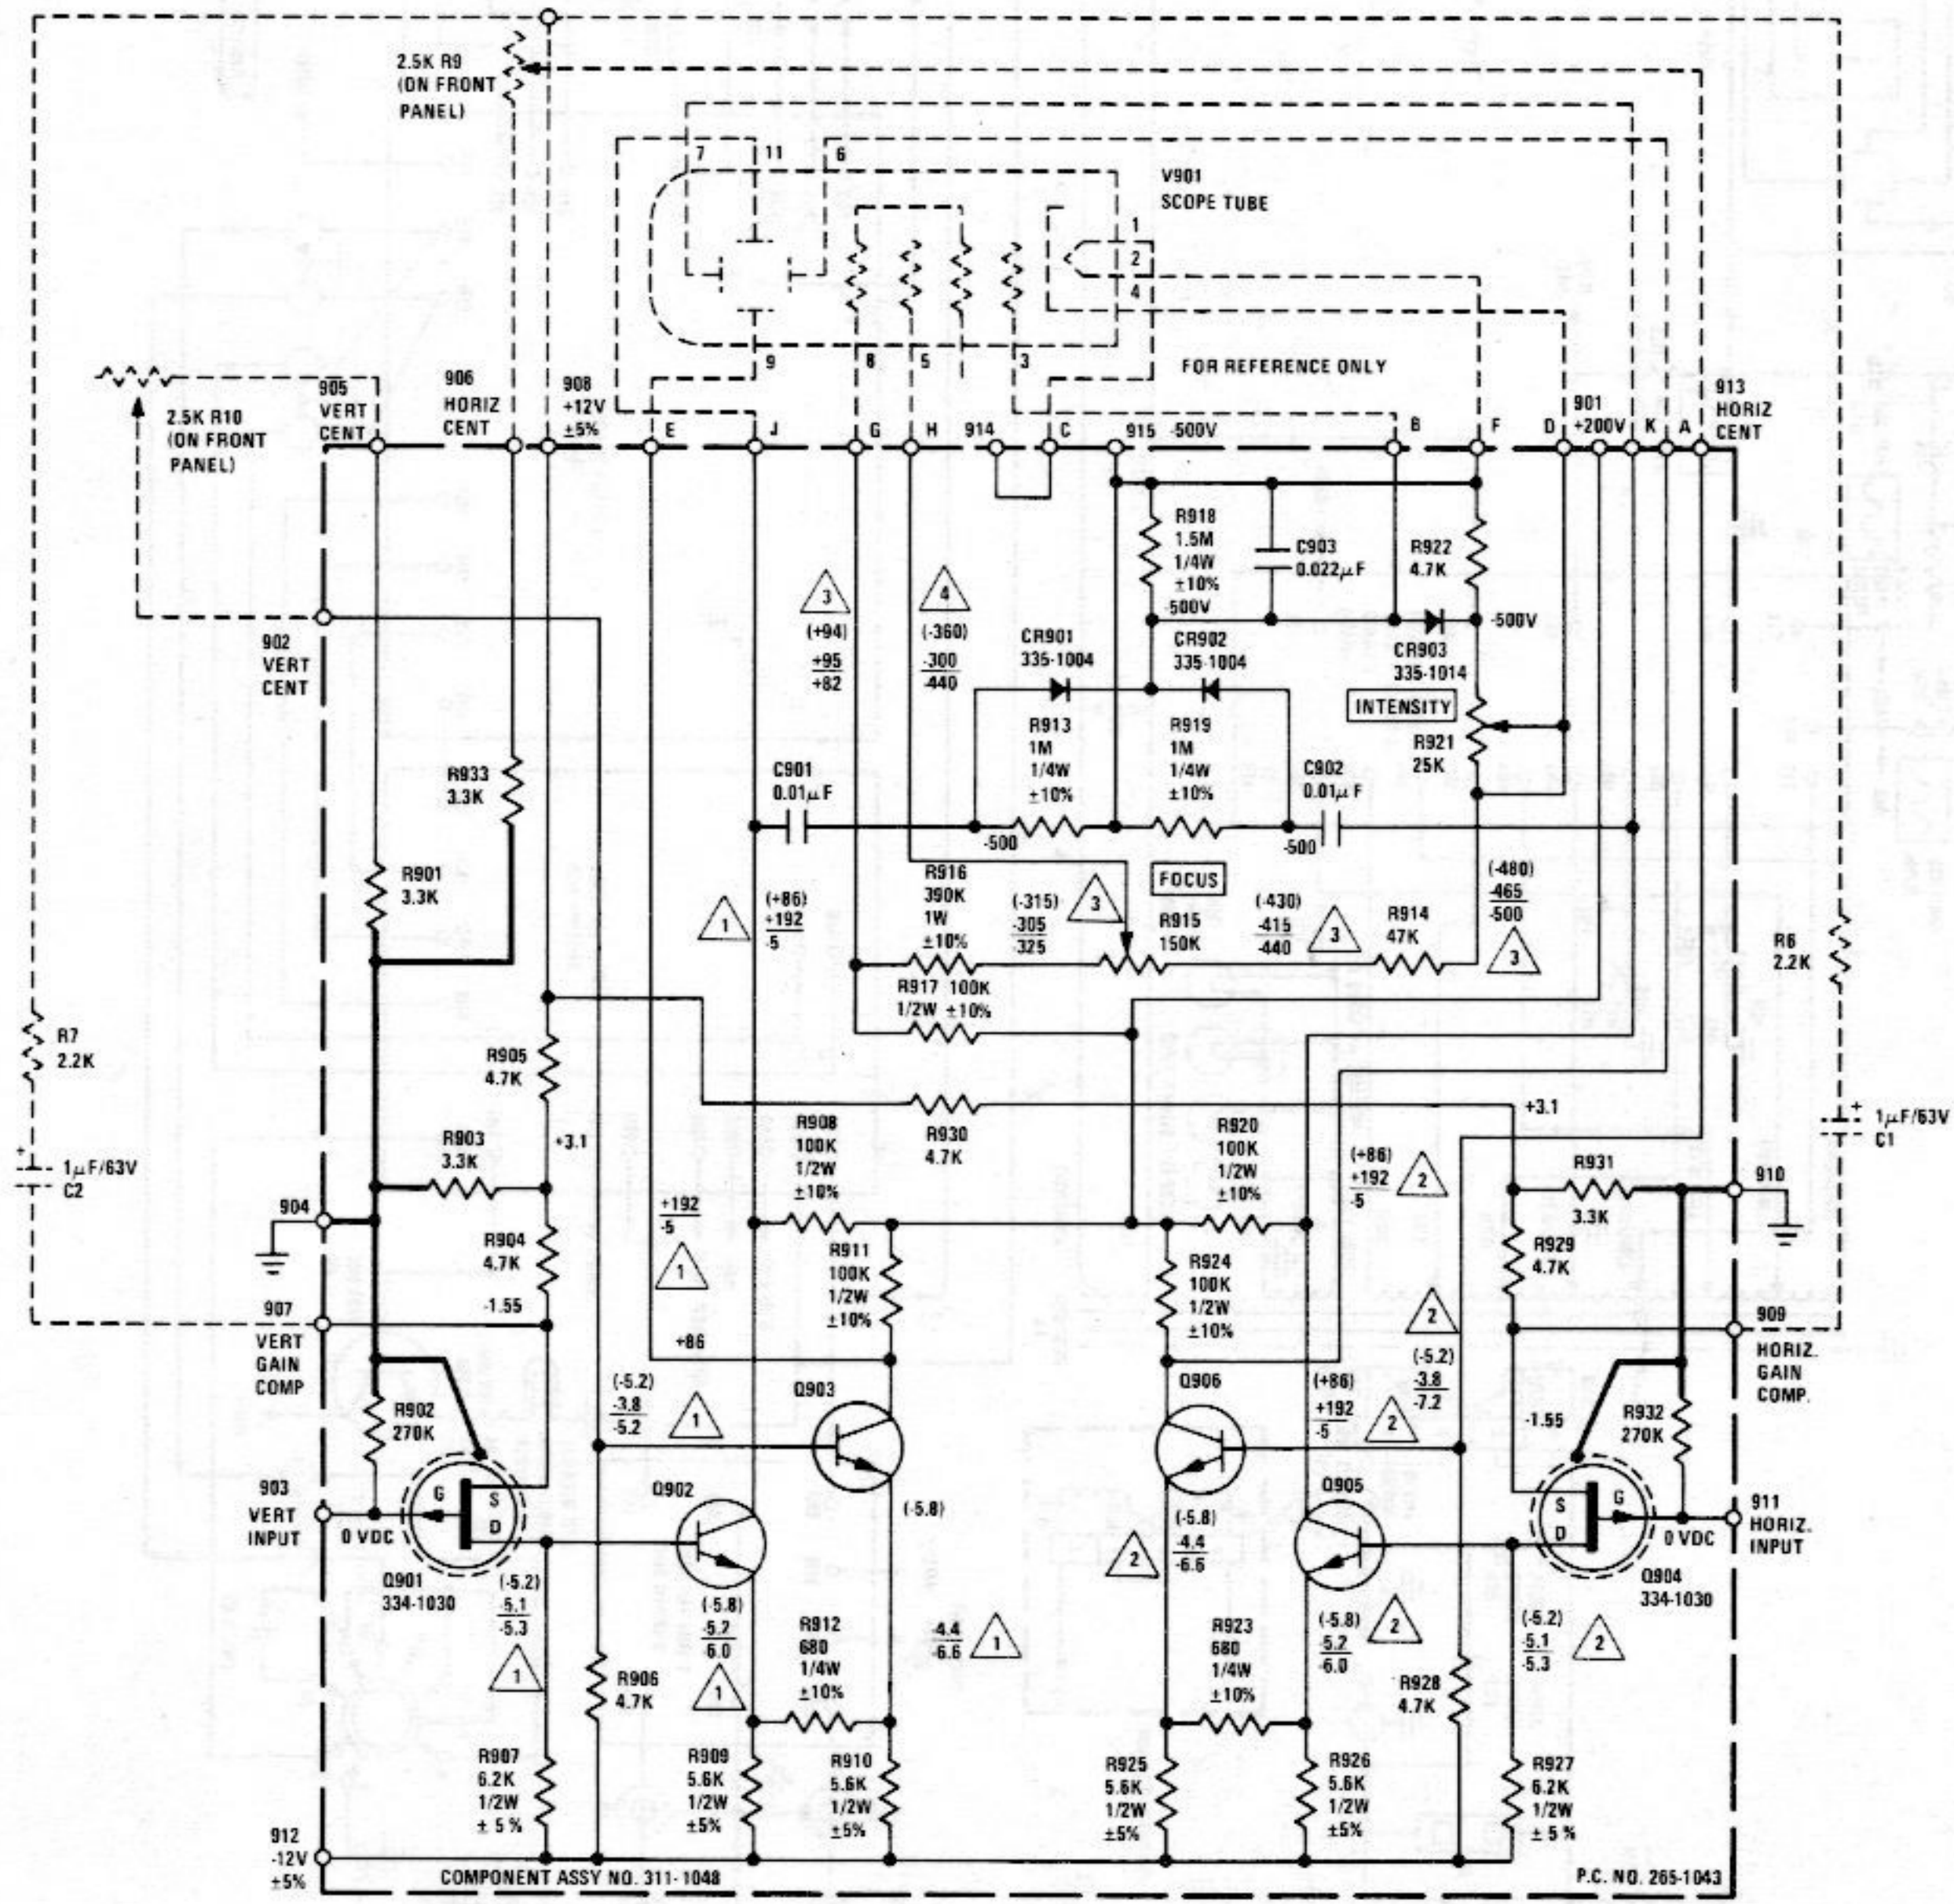 2.5K R9
(ON FRONT
PANEL)
7
11
6
V901
SCOPE TUBE
1
2
4
9
8
5
3
FOR REFERENCE ONLY
2.5K R10
(ON FRONT
PANEL)
905
VERT
CENT
906
HORIZ
CENT
908
+12V
±5%
E
J
G
H
914
C
915
-500V
B
F
D
901
+200V
K
A
913
HORIZ
CENT
902
VERT
CENT
R918
1.5M
1/4W
±10%
-500V
C903
0.022μF
R922
4.7K
3
(+94)
+95
+82
4
(-360)
-300
-440
CR901
335-1004
CR902
335-1004
CR903
335-1014
-500V
INTENSITY
R921
25K
R933
3.3K
C901
0.01μF
R913
1M
1/4W
±10%
R919
1M
1/4W
±10%
C902
0.01μF
-500
-500
R901
3.3K
1
(+86)
+192
-5
R916
390K
1W
±10%
(-315)
-305
-325
3
FOCUS
R915
150K
(-430)
-415
-440
3
R914
47K
(-480)
-465
-500
3
R6
2.2K
R917 100K
1/2W ±10%
R7
2.2K
R905
4.7K
R930
4.7K
+3.1
+
1μF/63V
C1
R903
3.3K
+3.1
R908
100K
1/2W
±10%
R920
100K
1/2W
±10%
(+86)
+192
-5
2
R931
3.3K
910
+
1μF/63V
C2
904
R904
4.7K
+192
-5
1
R911
100K
1/2W
±10%
R924
100K
1/2W
±10%
R929
4.7K
907
VERT
GAIN
COMP
-1.55
+86
2
909
HORIZ.
GAIN
COMP.
(-5.2)
-3.8
-5.2
1
Q903
Q906
(+86)
+192
-5
2
(-5.2)
-3.8
-7.2
-1.55
R932
270K
R902
270K
903
VERT
INPUT
0 VDC
G
S
D
Q901
334-1030
Q902
(-5.8)
Q905
S
D
G
0 VDC
911
HORIZ.
INPUT
Q904
334-1030
(-5.2)
-5.1
-5.3
1
(-5.8)
-5.2
-6.0
1
R912
680
1/4W
±10%
-4.4
-6.6
1
2
(-5.8)
-4.4
-6.6
R923
680
1/4W
±10%
(-5.8)
-5.2
-6.0
2
(-5.2)
-5.1
-5.3
2
R906
4.7K
R928
4.7K
R907
6.2K
1/2W
± 5%
R909
5.6K
1/2W
±5%
R910
5.6K
1/2W
±5%
R925
5.6K
1/2W
±5%
R926
5.6K
1/2W
±5%
R927
6.2K
1/2W
± 5%
912
-12V
±5%
COMPONENT ASSY NO. 311-1048
P.C. NO. 265-1043